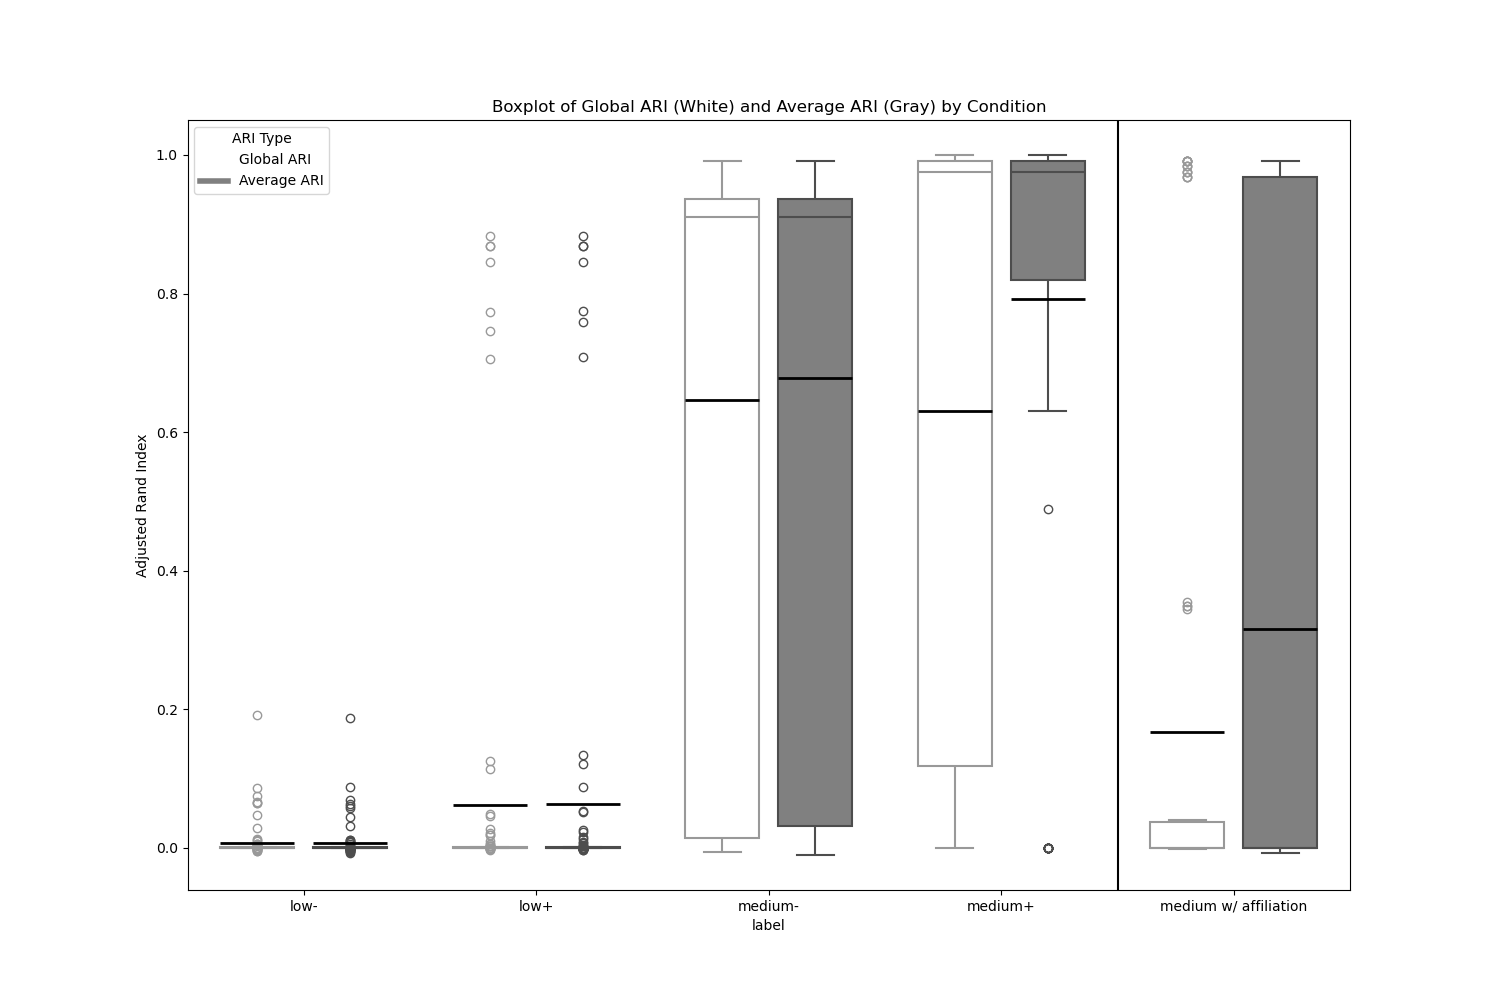 Boxplot of Global ARI (White) and Average ARI (Gray) by Condition
ARI Type
Global ARI
Average ARI
Adjusted Rand Index
1.0
0.8
0.6
0.4
0.2
0.0
low-
low+
medium-
medium+
medium w/ affiliation
label